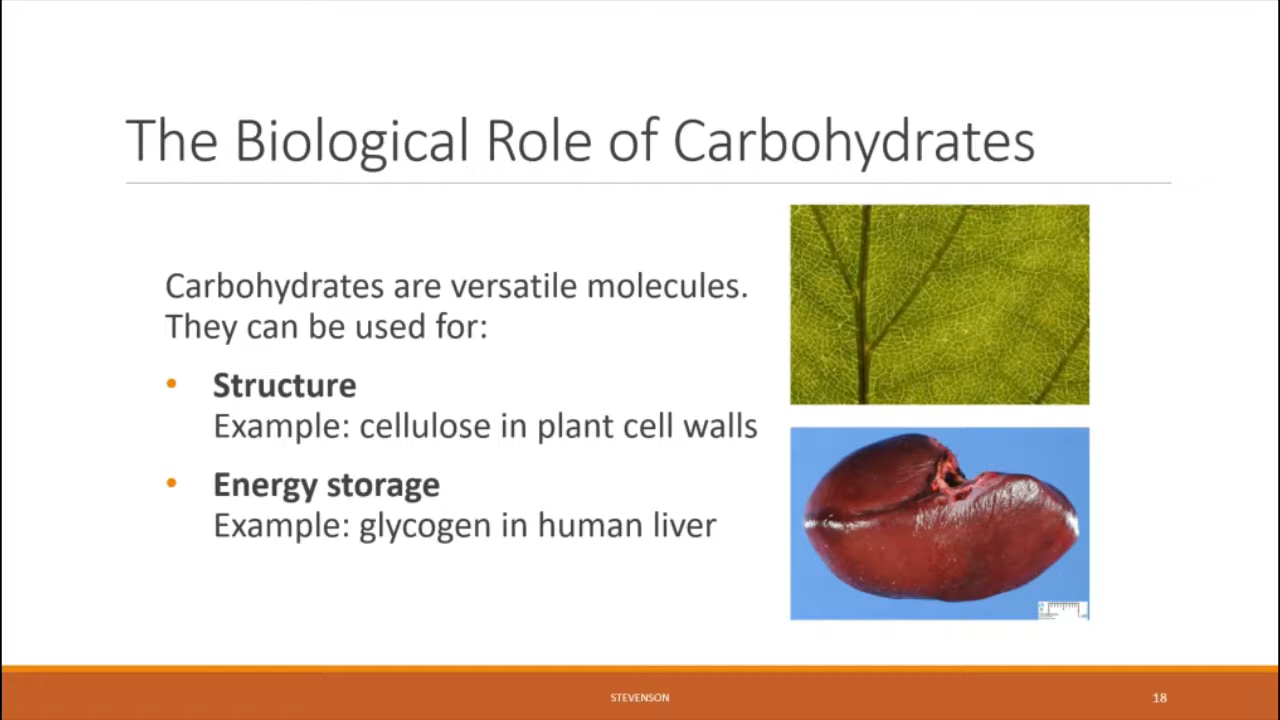 The Biological Role of Carbohydrates
Carbohydrates are versatile molecules.
They can be used for:
• Structure
Example: cellulose in plant cell walls
• Energy storage
Example: glycogen in human liver
STEVENSON
18